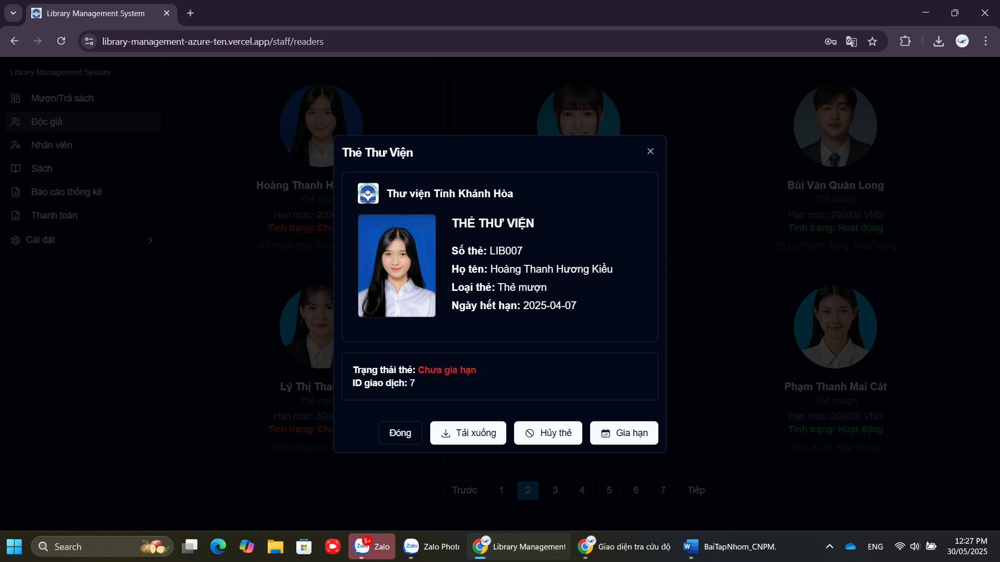 Library Management System
library-management-azure-ten.vercel.app/staff/readers
Library Management System
Mượn/Trả sách
Độc giả
Nhân viên
Sách
Báo cáo thống kê
Thanh toán
Cài đặt
Hoàng Thanh H
Thẻ mư
Hạn mức: 200
Tình trạng: Chư
67 Phan Chu Trinh
Bùi Văn Quân Long
Thẻ mượn
Hạn mức: 200000 VND
Tình trạng: Hoạt động
15 Lý Thánh Tông, Nha Trang
Thẻ Thư Viện
Thư viện Tỉnh Khánh Hòa
THẺ THƯ VIỆN
Số thẻ: LIB007
Họ tên: Hoàng Thanh Hương Kiều
Loại thẻ: Thẻ mượn
Ngày hết hạn: 2025-04-07
Trạng thái thẻ: Chưa gia hạn
ID giao dịch: 7
Đóng
Tải xuống
Hủy thẻ
Gia hạn
Lý Thị Tha
Thẻ mư
Hạn mức: 3000
Tình trạng: Chư
35 Đường 2/4,
Phạm Thanh Mai Cát
Thẻ mượn
Hạn mức: 200000 VND
Tình trạng: Hoạt động
25 Lê Lợi, Nha Trang
Trước 1 2 3 4 5 6 7 Tiếp
Search
5+
Zalo
Zalo
Zalo
Zalo Phot
Library Management
Giao diện tra cứu độ
BaiTapNhom_CNPM.
ENG
12:27 PM
30/05/2025